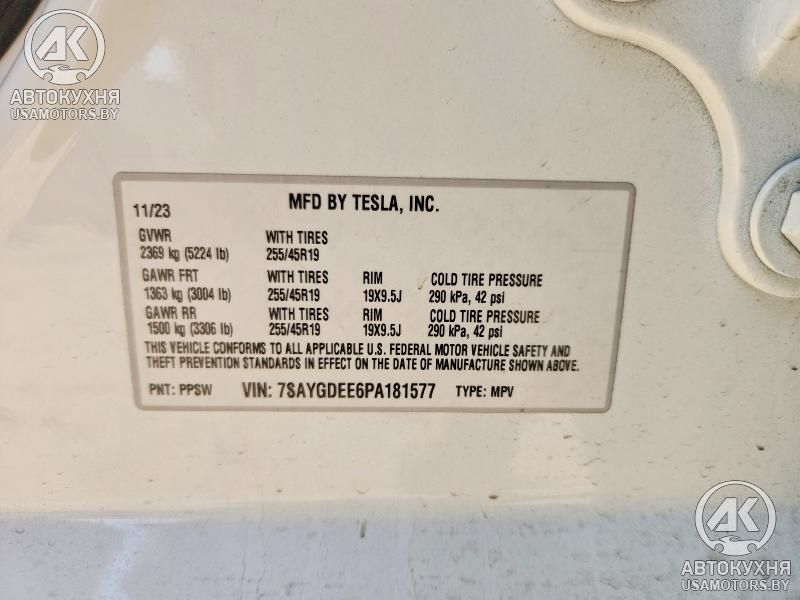 AK
АВТОКУХНЯ
USAMOTORS.BY
11/23 MFD BY TESLA, INC.
GVWR WITH TIRES
2369 kg (5224 lb) 255/45R19
GAWR FRT WITH TIRES RIM COLD TIRE PRESSURE
1363 kg (3004 lb) 255/45R19 19X9.5J 290 kPa, 42 psi
GAWR RR WITH TIRES RIM COLD TIRE PRESSURE
1500 kg (3306 lb) 255/45R19 19X9.5J 290 kPa, 42 psi
THIS VEHICLE CONFORMS TO ALL APPLICABLE U.S. FEDERAL MOTOR VEHICLE SAFETY AND
THEFT PREVENTION STANDARDS IN EFFECT ON THE DATE OF MANUFACTURE SHOWN ABOVE.
PNT: PPSW VIN: 7SAYGDEE6PA181577 TYPE: MPV
AK
АВТОКУХНЯ
USAMOTORS.BY